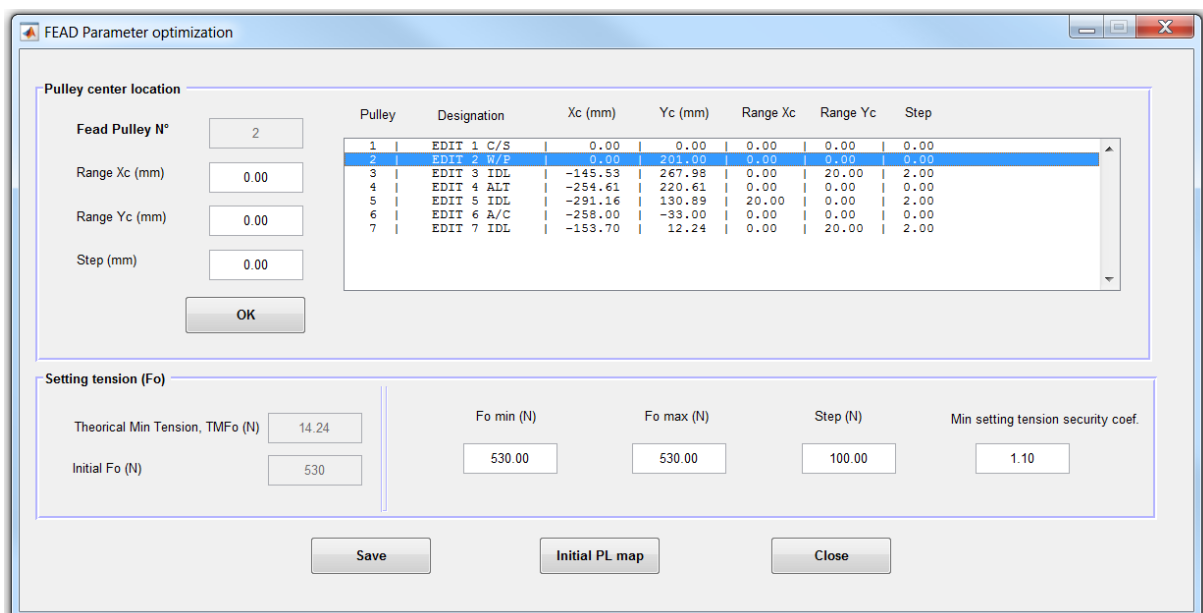 FEAD Parameter optimization
Pulley center location
Fead Pulley N° 2
Range Xc (mm) 0.00
Range Yc (mm) 0.00
Step (mm) 0.00
OK
Pulley Designation Xc (mm) Yc (mm) Range Xc Range Yc Step
1 | EDIT 1 C/S | 0.00 | 0.00 | 0.00 | 0.00 | 0.00
2 | EDIT 2 W/P | 0.00 | 201.00 | 0.00 | 0.00 | 0.00
3 | EDIT 3 IDL | -145.53 | 267.98 | 0.00 | 20.00 | 2.00
4 | EDIT 4 ALT | -254.61 | 220.61 | 0.00 | 0.00 | 0.00
5 | EDIT 5 IDL | -291.16 | 130.89 | 20.00 | 0.00 | 2.00
6 | EDIT 6 A/C | -258.00 | -33.00 | 0.00 | 0.00 | 0.00
7 | EDIT 7 IDL | -153.70 | 12.24 | 0.00 | 20.00 | 2.00
Setting tension (Fo)
Theorical Min Tension, TMFo (N) 14.24
Initial Fo (N) 530
Fo min (N) Fo max (N) Step (N) Min setting tension security coef.
530.00 530.00 100.00 1.10
Save Initial PL map Close